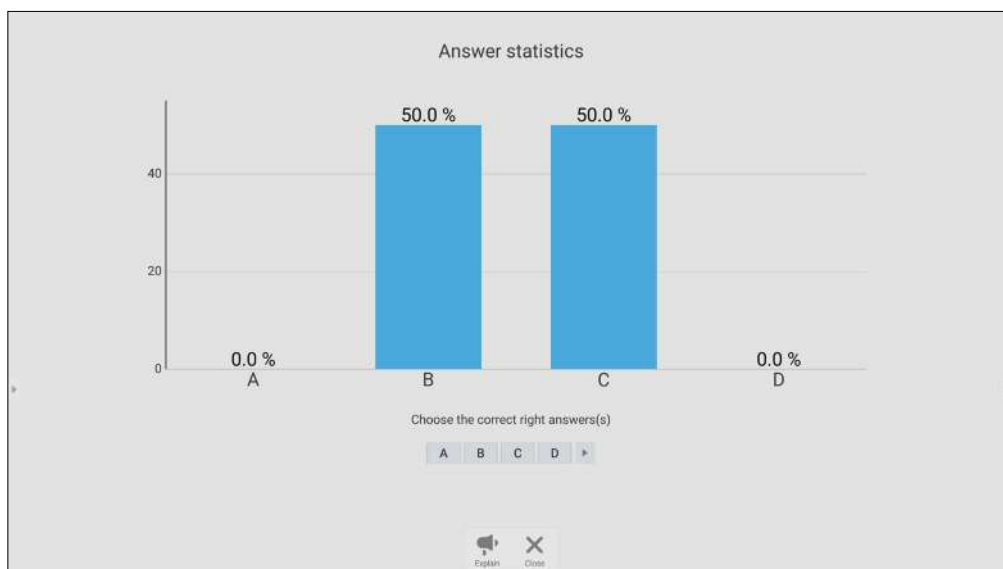 Answer statistics
50.0 % 50.0 %
40
20
0.0 % 0.0 %
0
A B C D
Choose the correct right answers(s)
A B C D
Explain Close